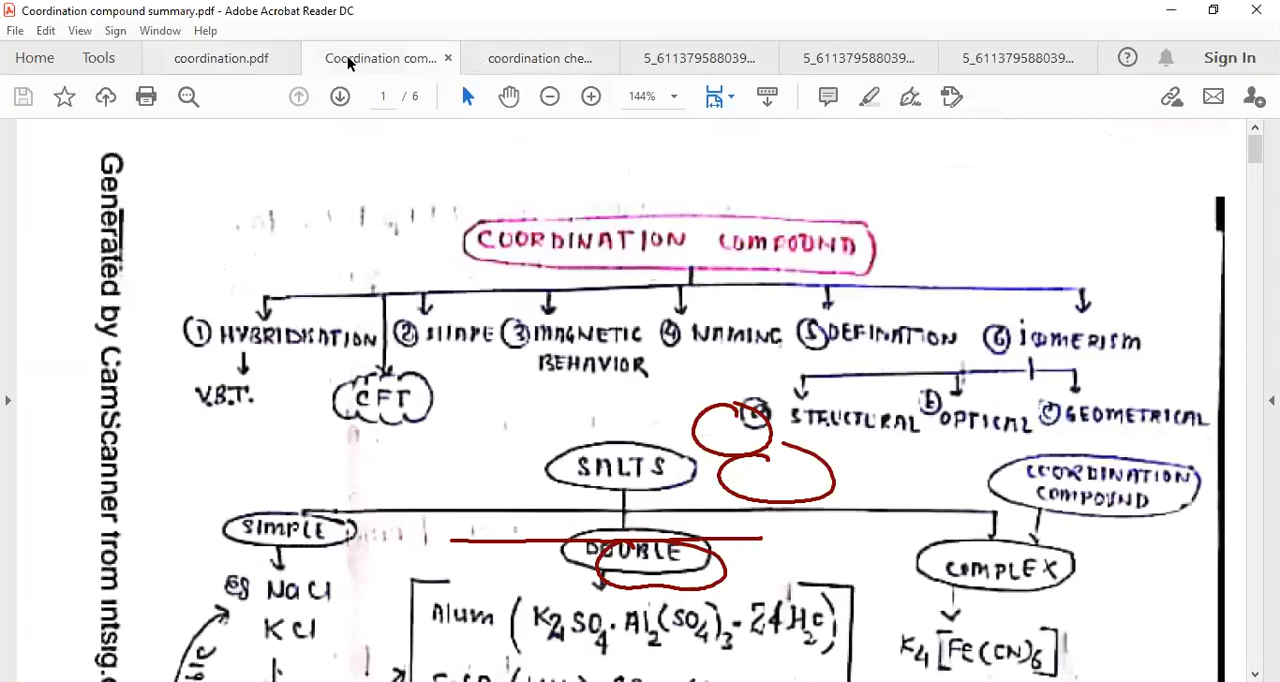 Coordination compound summary.pdf - Adobe Acrobat Reader DC
File Edit View Sign Window Help
Home Tools coordination.pdf Coordination com... × coordination che... 5_611379588039... 5_611379588039... 5_611379588039... Sign In
1 / 6 144%
Generated by CamScanner from intsig.c
COORDINATION COMPOUND
① HYBRIDISATION ② SHAPE ③ MAGNETIC ④ NAMING ⑤ DEFINATION ⑥ ISOMERISM
BEHAVIOR
V.B.T. CFT
STRUCTURAL OPTICAL GEOMETRICAL
SALTS
COORDINATION
COMPOUND
SIMPLE
DOUBLE
COMPLEX
eg NaCl
KCl
Alum (K2SO4.Al2(SO4)3-24H2O)
K4[Fe(CN)6]